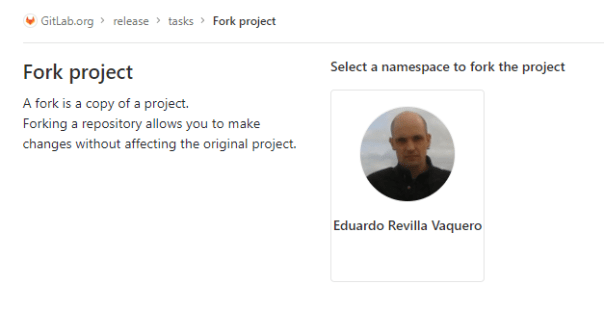 GitLab.org > release > tasks > Fork project
Fork project
A fork is a copy of a project.
Forking a repository allows you to make
changes without affecting the original project.
Select a namespace to fork the project
Eduardo Revilla Vaquero